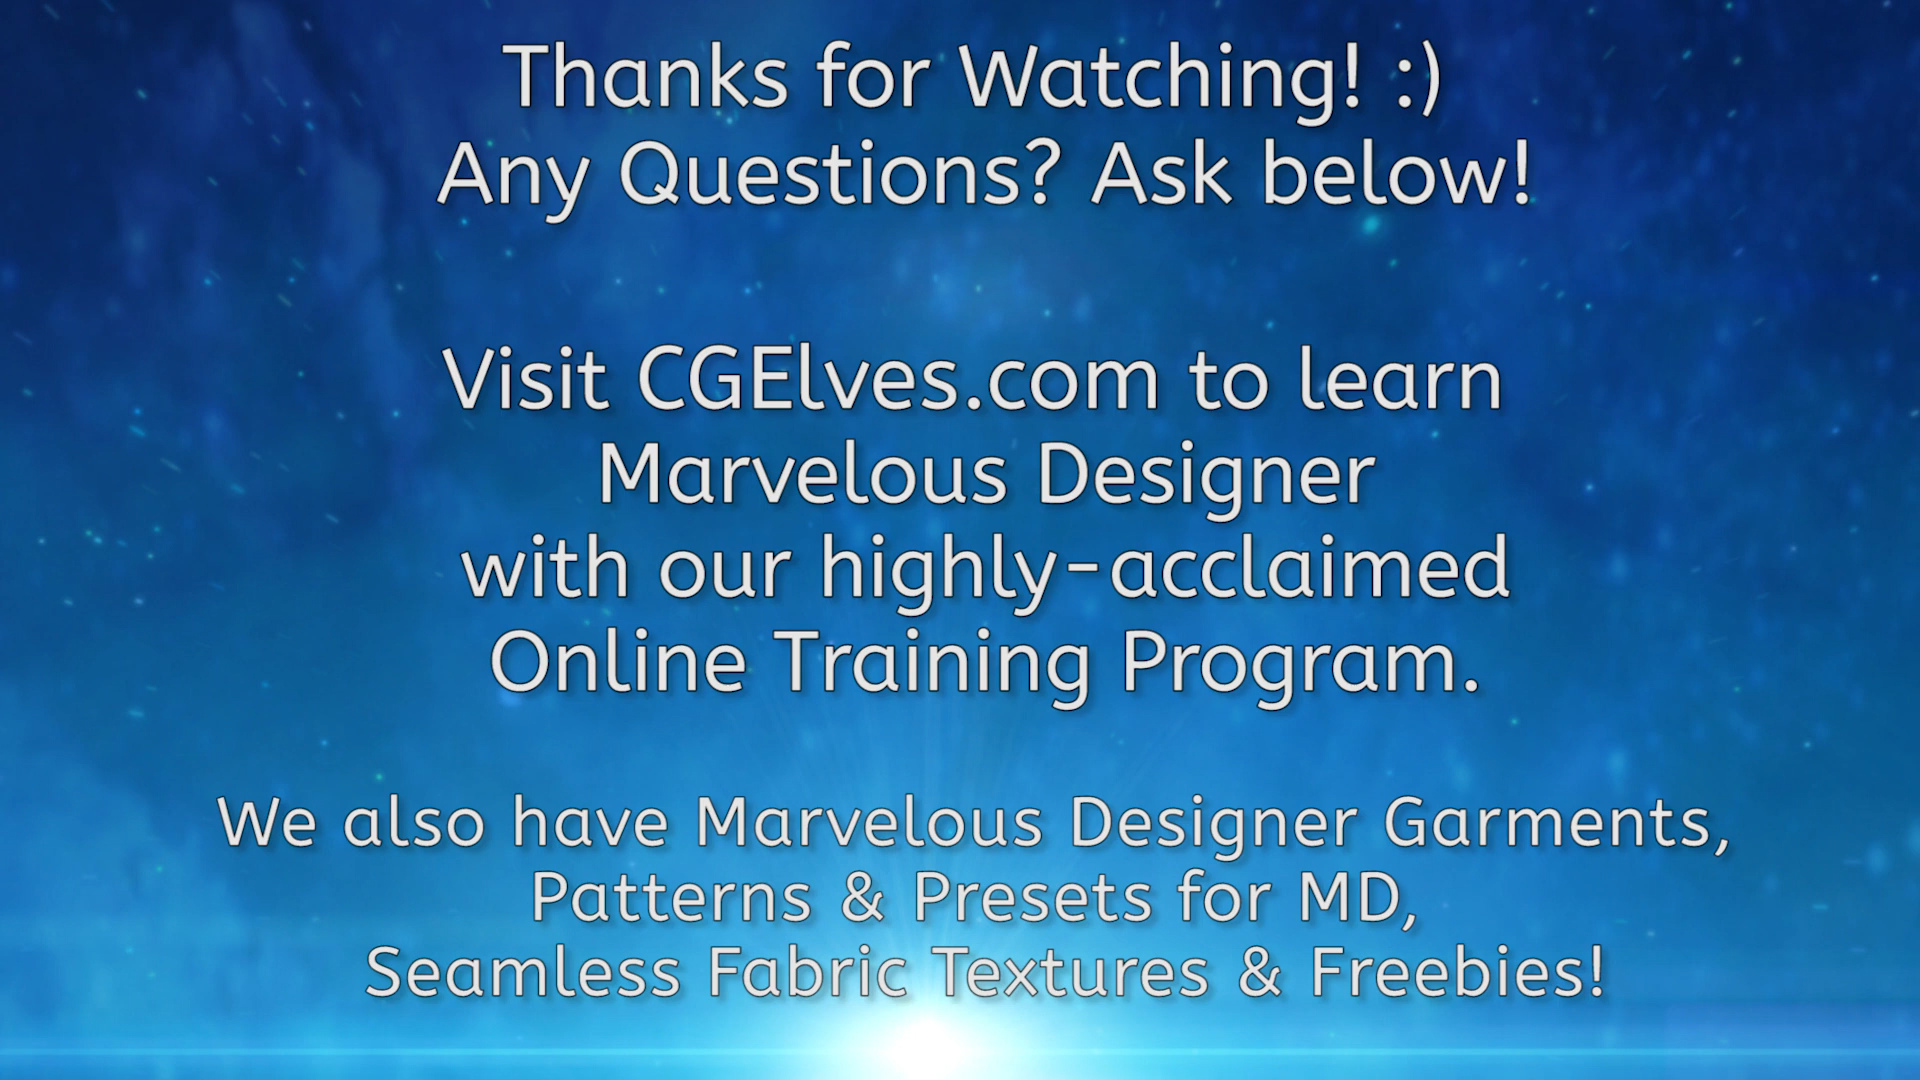 Thanks for Watching! :)
Any Questions? Ask below!
Visit CGElves.com to learn
Marvelous Designer
with our highly-acclaimed
Online Training Program.
We also have Marvelous Designer Garments,
Patterns & Presets for MD,
Seamless Fabric Textures & Freebies!